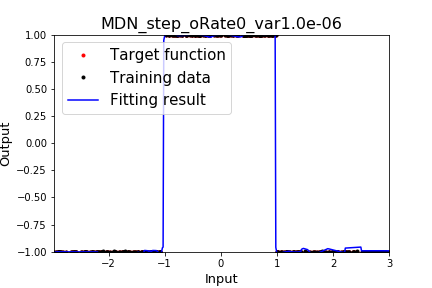 MDN_step_oRate0_var1.0e-06
1.00
0.75
0.50
0.25
0.00
−0.25
−0.50
−0.75
−1.00
Output
Target function
Training data
Fitting result
−2
−1
0
1
2
3
Input